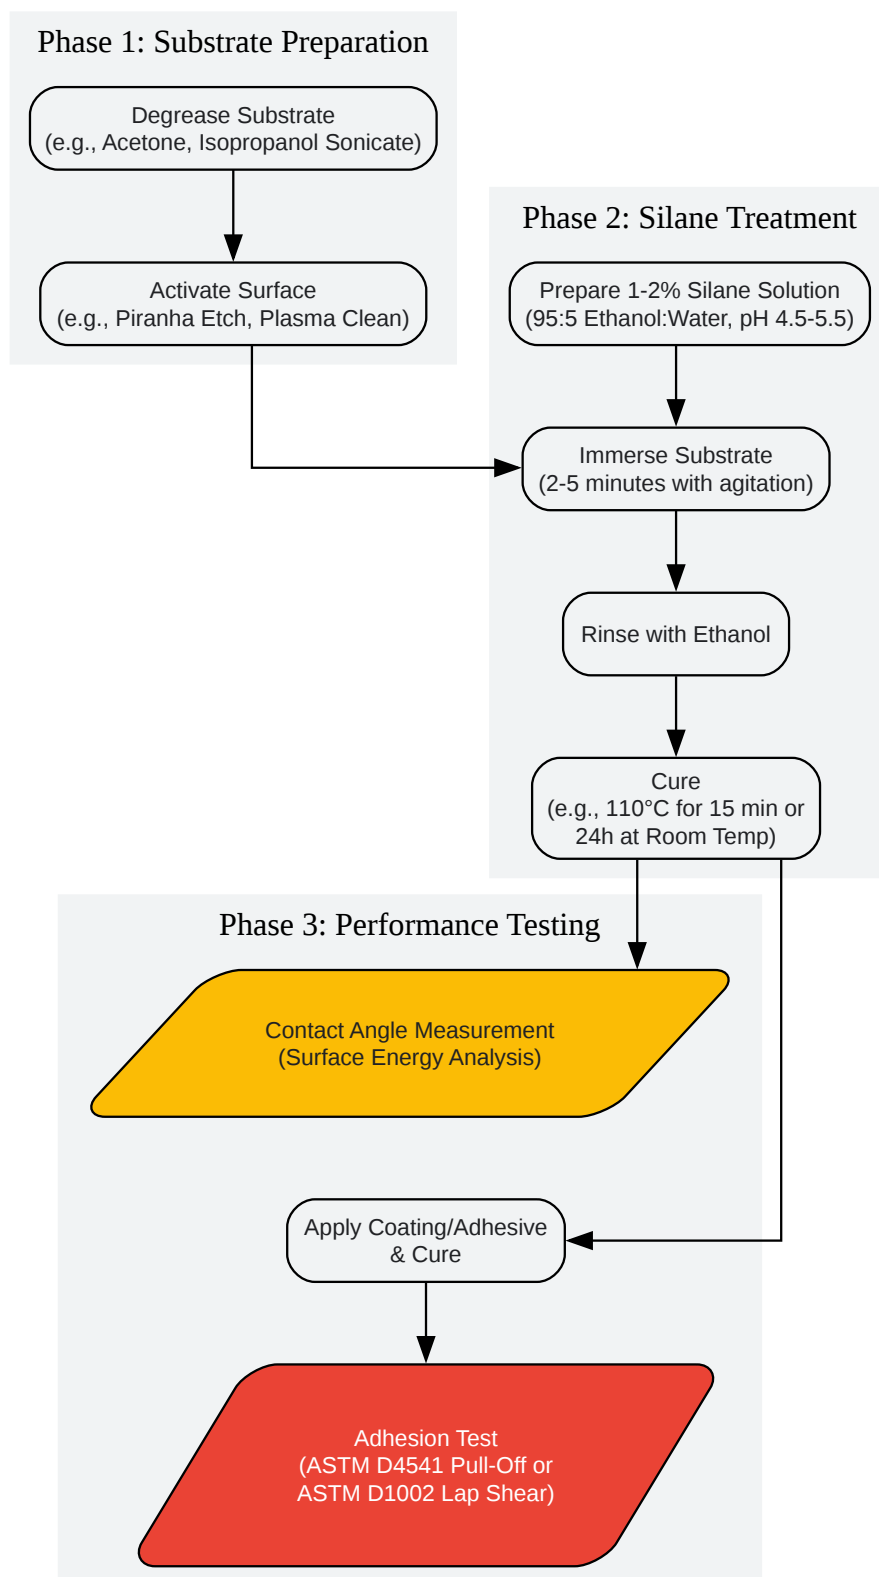 Phase 1: Substrate Preparation
Degrease Substrate
(e.g., Acetone, Isopropanol Sonicate)
Activate Surface
(e.g., Piranha Etch, Plasma Clean)
Phase 2: Silane Treatment
Prepare 1-2% Silane Solution
(95:5 Ethanol:Water, pH 4.5-5.5)
Immerse Substrate
(2-5 minutes with agitation)
Rinse with Ethanol
Cure
(e.g., 110°C for 15 min or
24h at Room Temp)
Phase 3: Performance Testing
Contact Angle Measurement
(Surface Energy Analysis)
Apply Coating/Adhesive
& Cure
Adhesion Test
(ASTM D4541 Pull-Off or
ASTM D1002 Lap Shear)